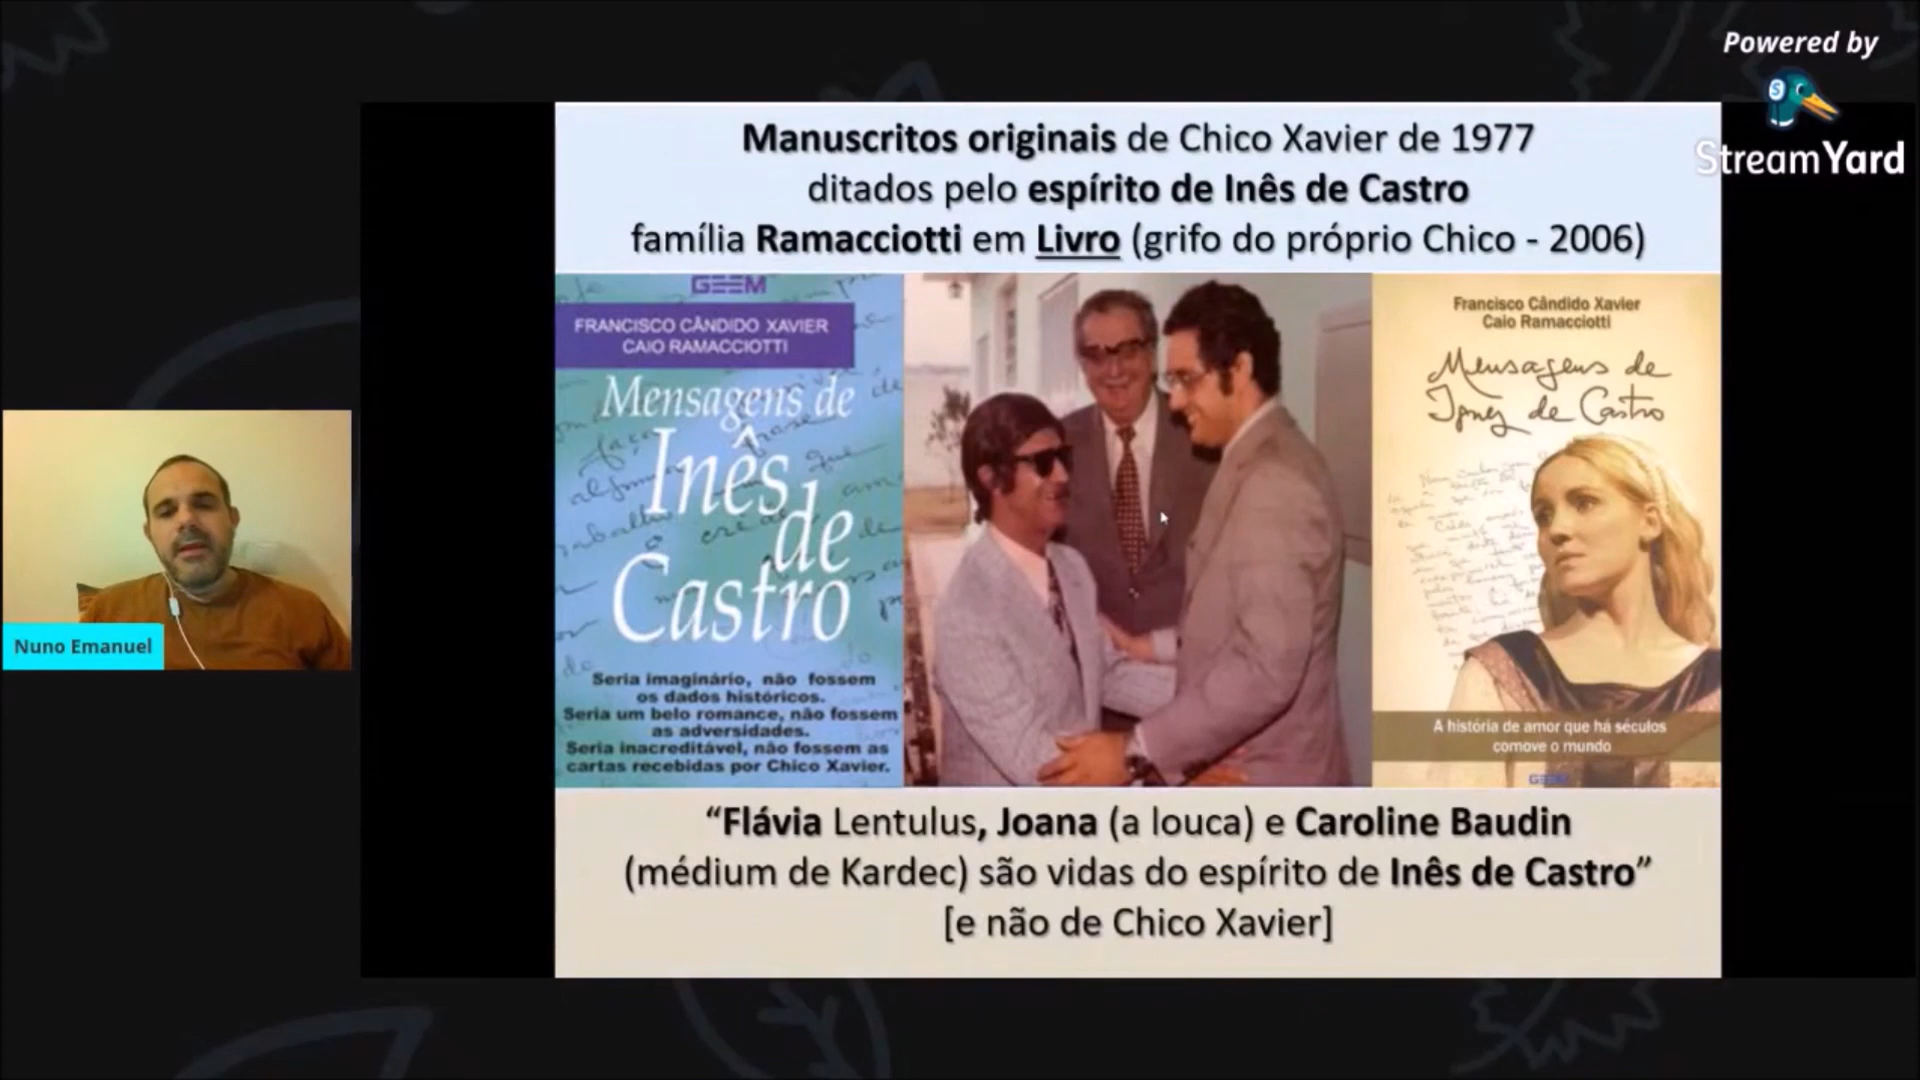 Powered by
StreamYard
Manuscritos originais de Chico Xavier de 1977
ditados pelo espírito de Inês de Castro
família Ramacciotti em Livro (grifo do próprio Chico - 2006)
GEEM
FRANCISCO CÂNDIDO XAVIER
CAIO RAMACCIOTTI
Mensagens de
Inês
de
Castro
Seria imaginário, não fossem
os dados históricos.
Seria um belo romance, não fossem
as adversidades.
Seria inacreditável, não fossem as
cartas recebidas por Chico Xavier.
Francisco Cândido Xavier
Caio Ramacciotti
Mensagens de
Ignez de Castro
A história de amor que há séculos
comove o mundo
GEEM
Nuno Emanuel
“Flávia Lentulus, Joana (a louca) e Caroline Baudin
(médium de Kardec) são vidas do espírito de Inês de Castro”
[e não de Chico Xavier]